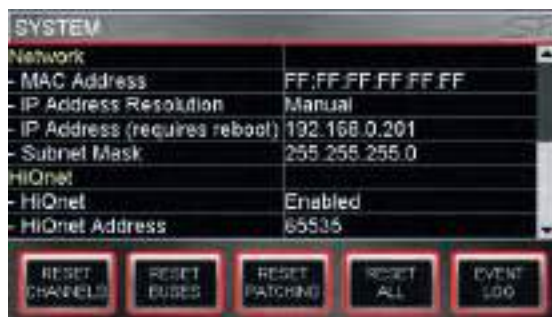 SYSTEM
Network
- MAC Address FF:FF:FF:FF:FF:FF
- IP Address Resolution Manual
- IP Address (requires reboot) 192.168.0.201
- Subnet Mask 255.255.255.0
HiQnet
- HiQnet Enabled
- HiQnet Address 65535
RESET CHANNELS
RESET BUSES
RESET PATCHING
RESET ALL
EVENT LOG